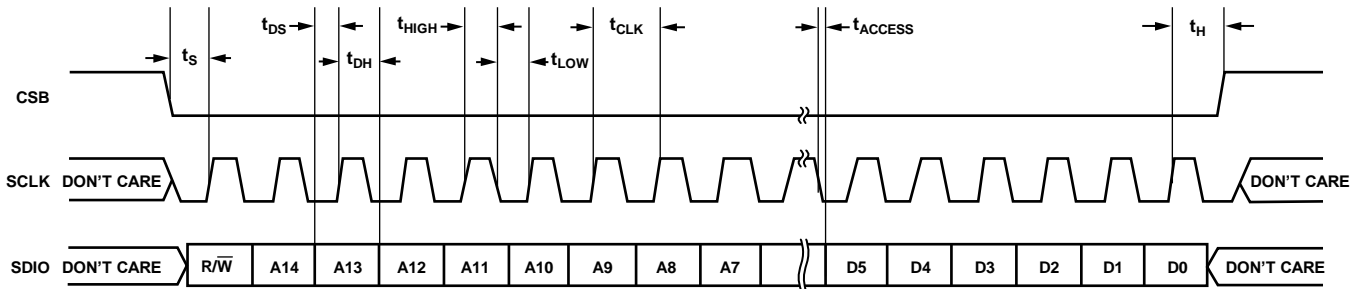 tDS
tHIGH
tCLK
tACCESS
tH
tS
tDH
tLOW
CSB
SCLK DON'T CARE DON'T CARE
SDIO DON'T CARE R/W A14 A13 A12 A11 A10 A9 A8 A7 D5 D4 D3 D2 D1 D0 DON'T CARE